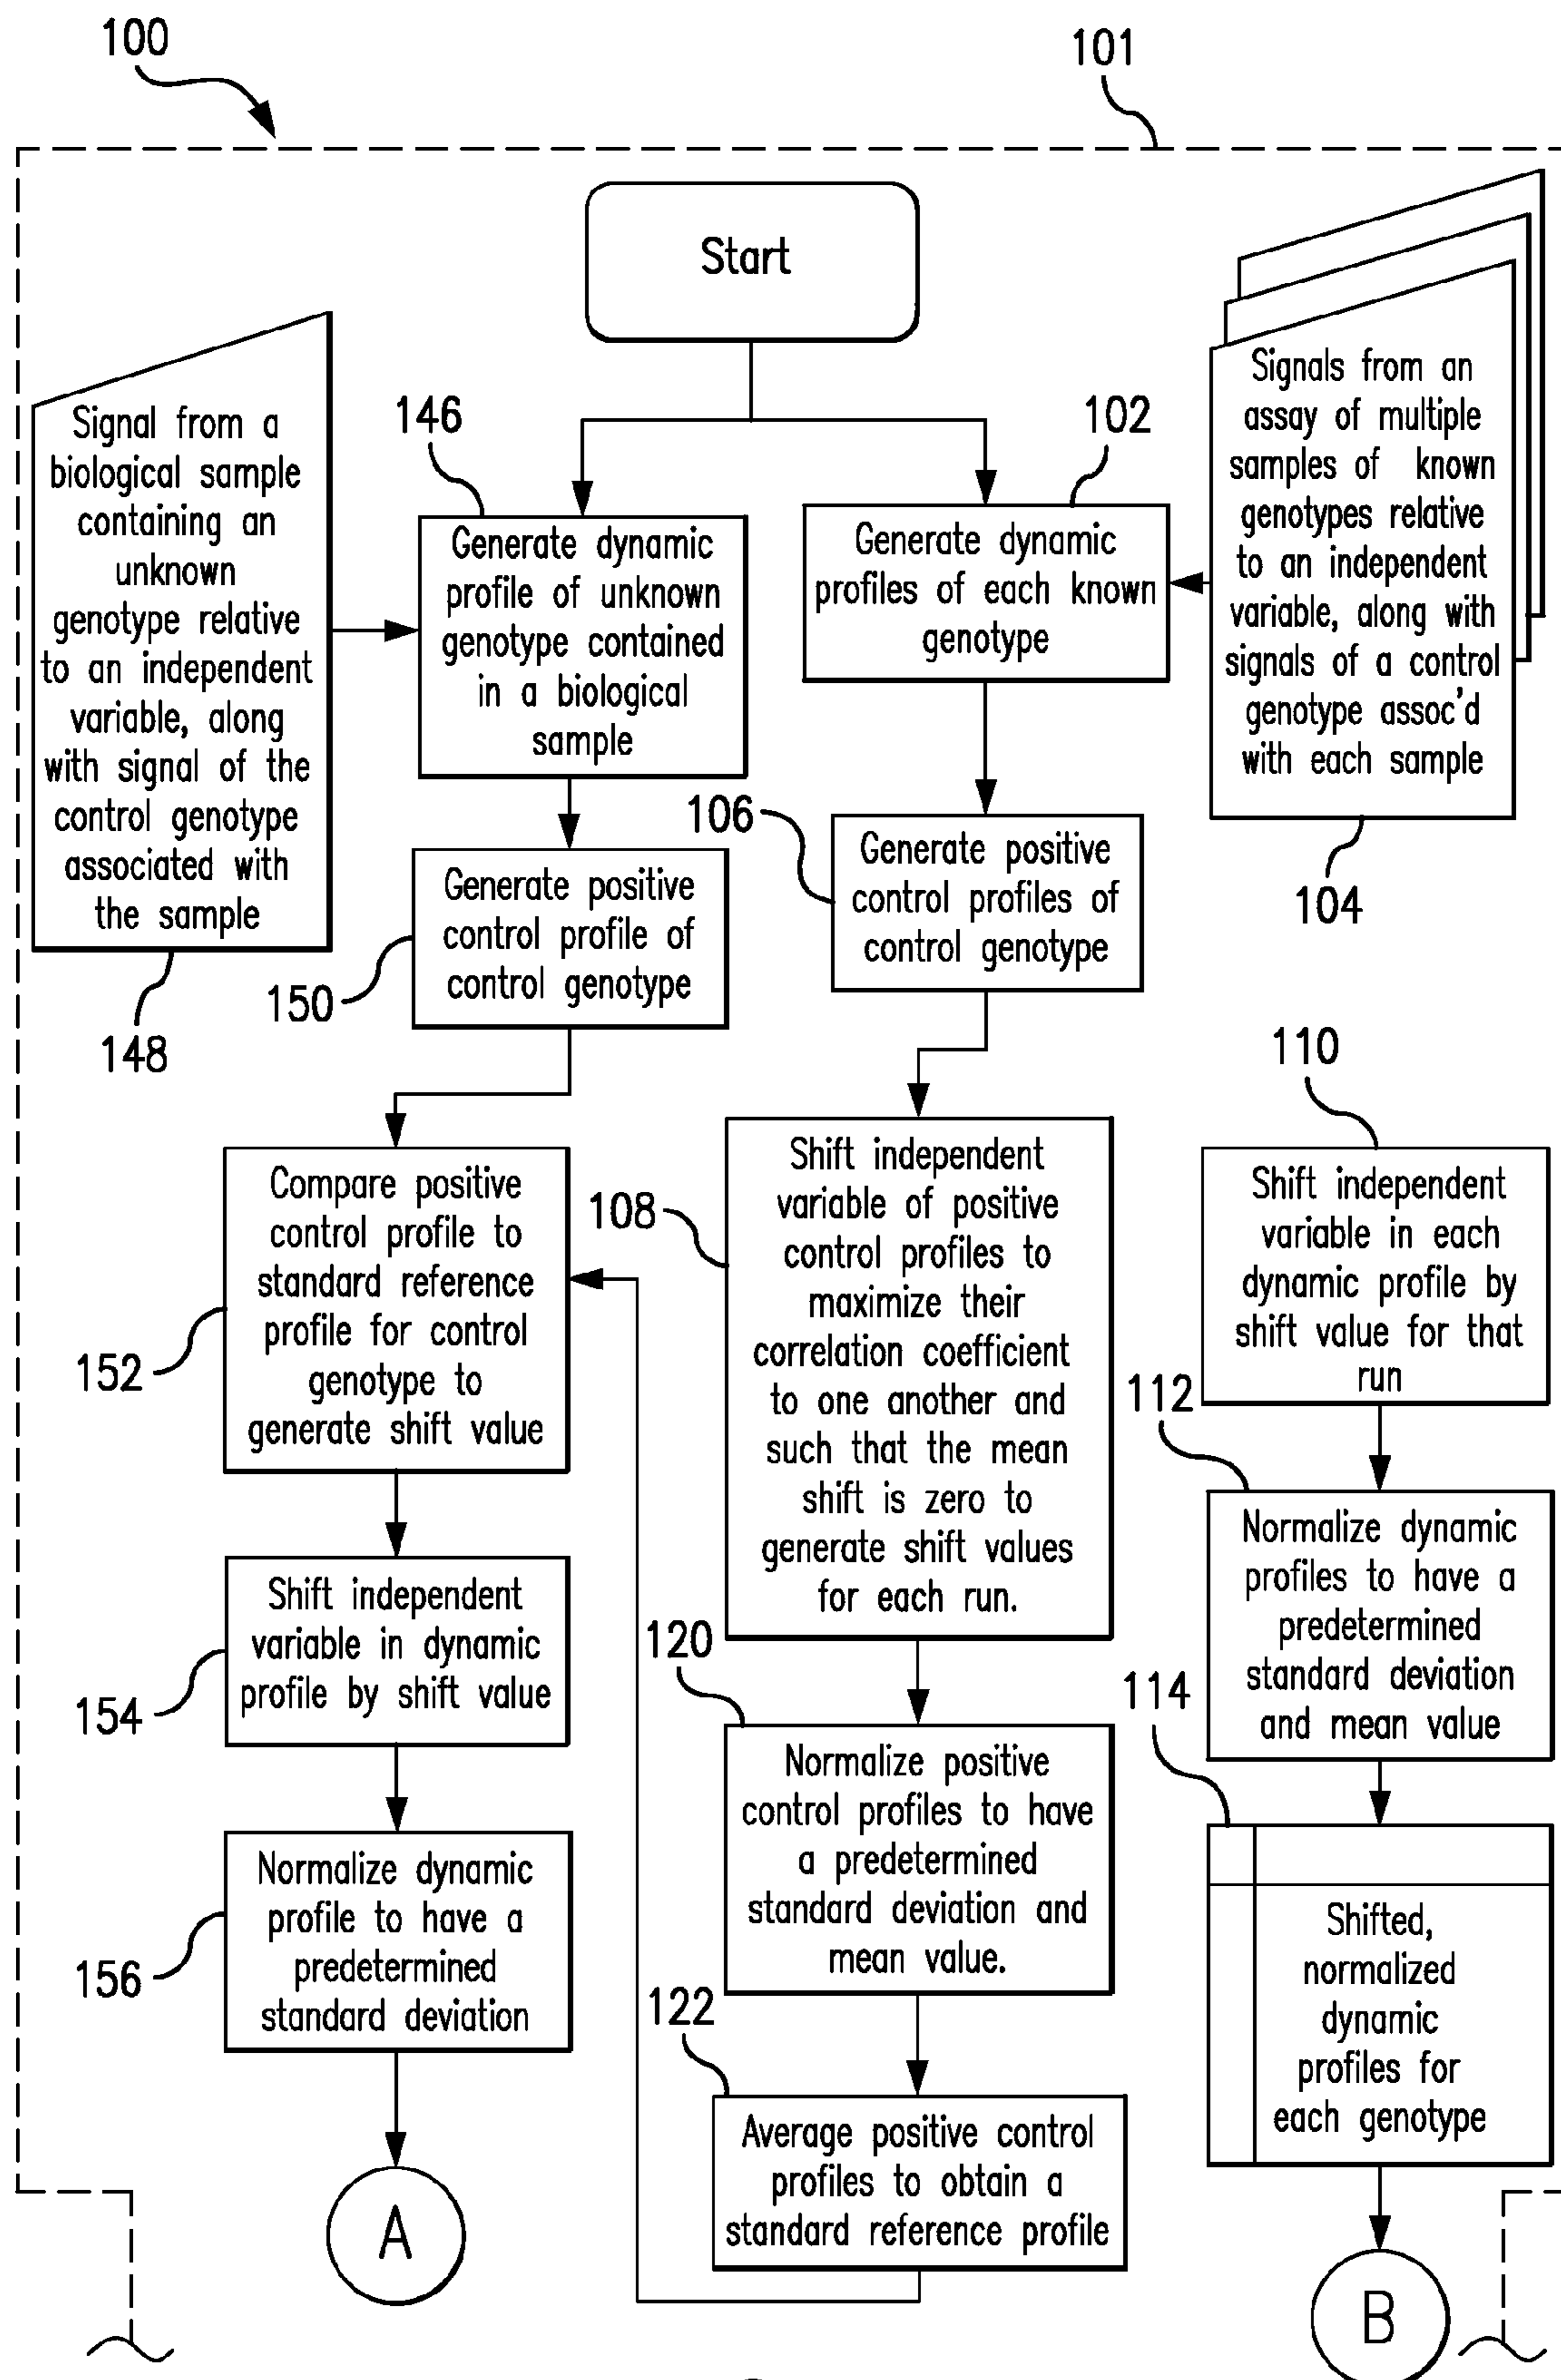 100
101
Start
Signal from a
biological sample
containing an
unknown
genotype relative
to an independent
variable, along
with signal of the
control genotype
associated with
the sample
148
146
Generate dynamic
profile of unknown
genotype contained
in a biological
sample
102
Generate dynamic
profiles of each known
genotype
Signals from an
assay of multiple
samples of known
genotypes relative
to an independent
variable, along with
signals of a control
genotype assoc'd
with each sample
104
150
Generate positive
control profile of
control genotype
106
Generate positive
control profiles of
control genotype
152
Compare positive
control profile to
standard reference
profile for control
genotype to
generate shift value
108
Shift independent
variable of positive
control profiles to
maximize their
correlation coefficient
to one another and
such that the mean
shift is zero to
generate shift values
for each run.
110
Shift independent
variable in each
dynamic profile by
shift value for that
run
112
Normalize dynamic
profiles to have a
predetermined
standard deviation
and mean value
154
Shift independent
variable in dynamic
profile by shift value
120
Normalize positive
control profiles to have
a predetermined
standard deviation and
mean value.
114
Shifted,
normalized
dynamic
profiles for
each genotype
156
Normalize dynamic
profile to have a
predetermined
standard deviation
122
Average positive control
profiles to obtain a
standard reference profile
A
B